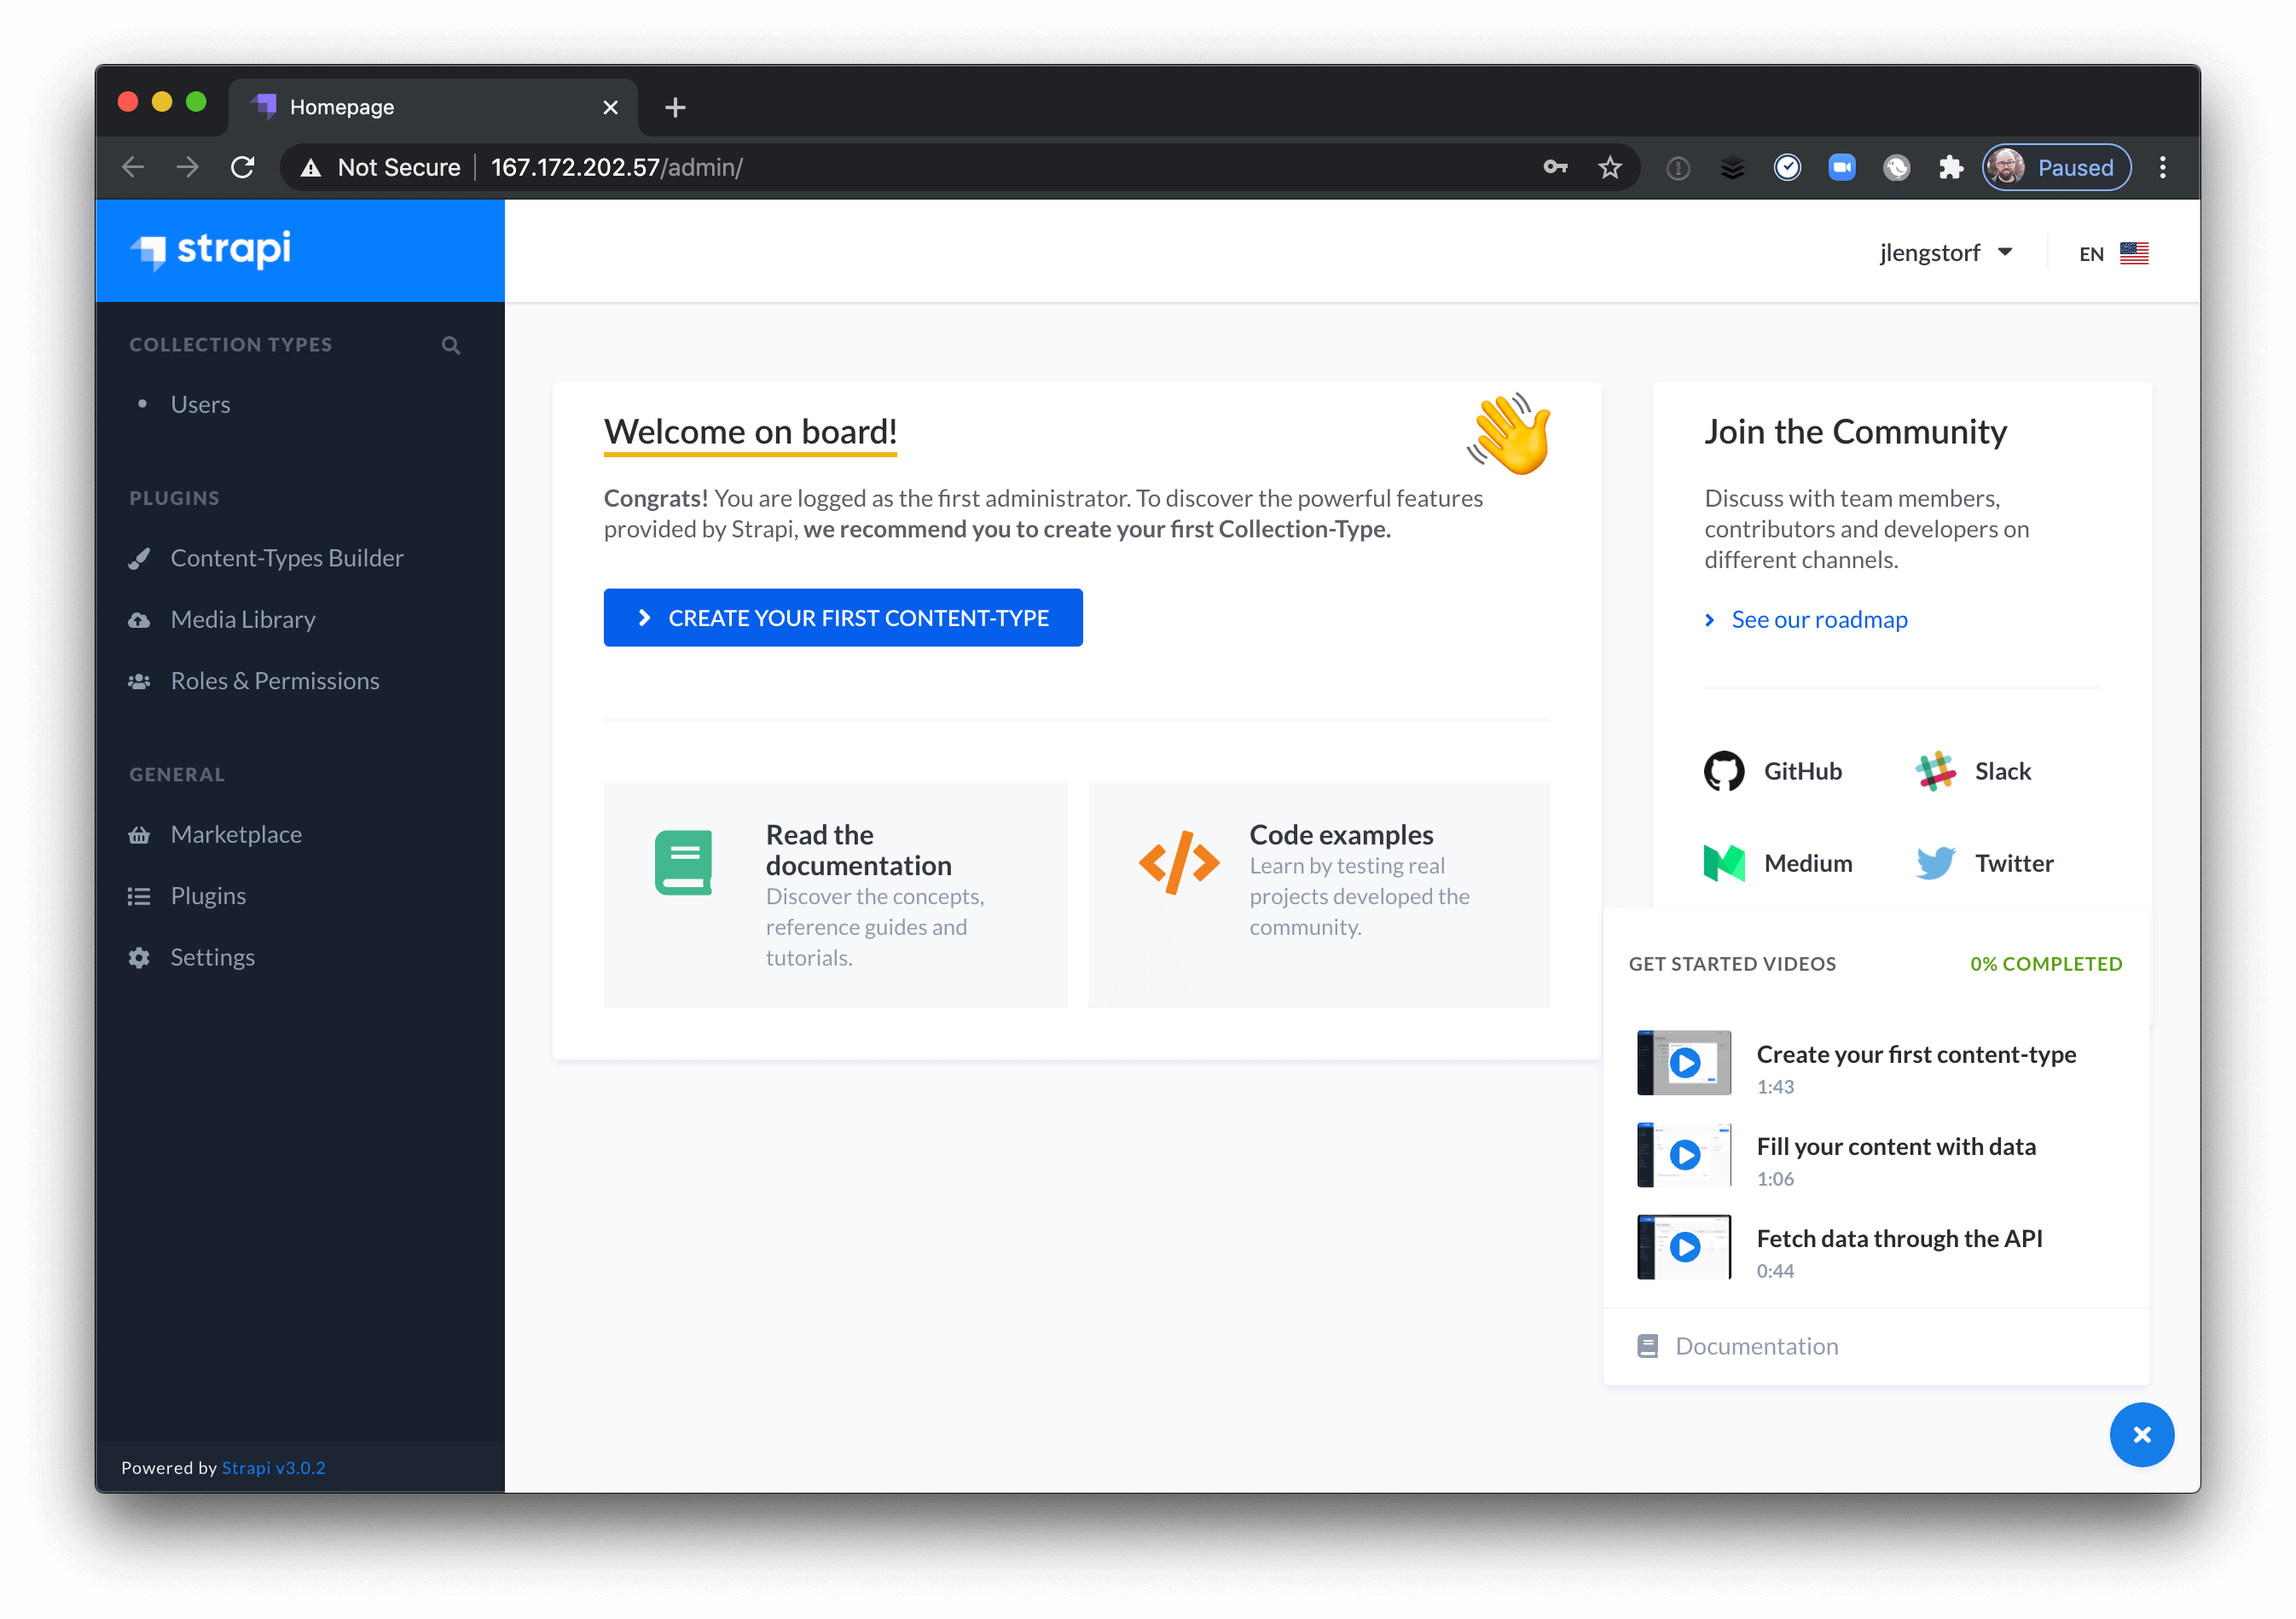 Homepage
Not Secure
167.172.202.57/admin/
Paused
strapi
jlengstorf
EN
COLLECTION TYPES
Users
PLUGINS
Content-Types Builder
Media Library
Roles & Permissions
GENERAL
Marketplace
Plugins
Settings
Powered by Strapi v3.0.2
Welcome on board!
Congrats! You are logged as the first administrator. To discover the powerful features
provided by Strapi, we recommend you to create your first Collection-Type.
CREATE YOUR FIRST CONTENT-TYPE
Read the
documentation
Discover the concepts,
reference guides and
tutorials.
Code examples
Learn by testing real
projects developed the
community.
Join the Community
Discuss with team members,
contributors and developers on
different channels.
See our roadmap
GitHub
Slack
Medium
Twitter
GET STARTED VIDEOS
0% COMPLETED
Create your first content-type
1:43
Fill your content with data
1:06
Fetch data through the API
0:44
Documentation